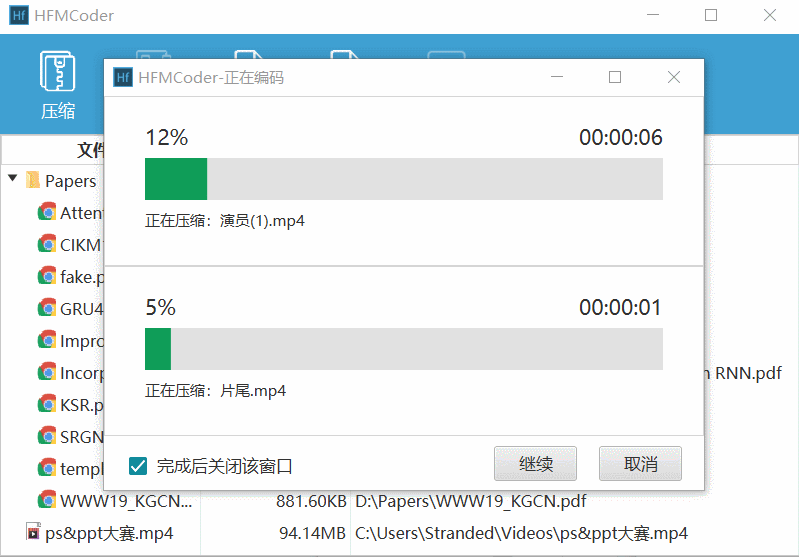 Hf HFMCoder
压缩
文件
Papers
Hf HFMCoder-正在编码
12% 00:00:06
正在压缩：演员(1).mp4
5% 00:00:01
正在压缩：片尾.mp4
完成后关闭该窗口
继续 取消
Atten
CIKM
fake.p
GRU4
Impro
Incorp n RNN.pdf
KSR.p
SRGN
templ
WWW19_KGCN... 881.60KB D:\Papers\WWW19_KGCN.pdf
ps&ppt大赛.mp4 94.14MB C:\Users\Stranded\Videos\ps&ppt大赛.mp4